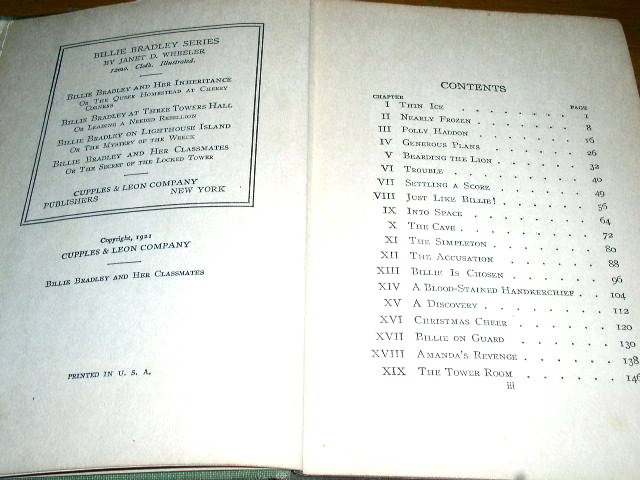 BILLIE BRADLEY SERIES
BY JANET D. WHEELER
12mo. Cloth. Illustrated.
BILLIE BRADLEY AND HER INHERITANCE
OR THE QUEER HOMESTEAD AT CHERRY
CORNERS
BILLIE BRADLEY AT THREE TOWERS HALL
OR LEADING A NEEDED REBELLION
BILLIE BRADLEY ON LIGHTHOUSE ISLAND
OR THE MYSTERY OF THE WRECK
BILLIE BRADLEY AND HER CLASSMATES
OR THE SECRET OF THE LOCKED TOWER
CUPPLES & LEON COMPANY
PUBLISHERS NEW YORK
Copyright, 1921
CUPPLES & LEON COMPANY
BILLIE BRADLEY AND HER CLASSMATES
PRINTED IN U. S. A.
CONTENTS
CHAPTER PAGE
I THIN ICE . . . . . . . . 1
II NEARLY FROZEN . . . . . . . 8
III POLLY HADDON . . . . . . . 16
IV GENEROUS PLANS . . . . . . 26
V BEARDING THE LION . . . . . . 32
VI TROUBLE . . . . . . . . 40
VII SETTLING A SCORE . . . . . . 49
VIII JUST LIKE BILLIE! . . . . . . 56
IX INTO SPACE . . . . . . . 64
X THE CAVE . . . . . . . . 72
XI THE SIMPLETON . . . . . . . 80
XII THE ACCUSATION . . . . . . 88
XIII BILLIE IS CHOSEN . . . . . . 96
XIV A BLOOD-STAINED HANDKERCHIEF . . . 104
XV A DISCOVERY . . . . . . . 112
XVI CHRISTMAS CHEER . . . . . . 120
XVII BILLIE ON GUARD . . . . . . 130
XVIII AMANDA'S REVENGE . . . . . . 138
XIX THE TOWER ROOM . . . . . . 146
iii